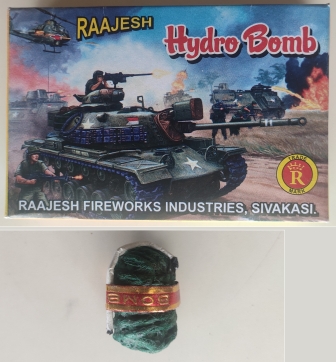 RAAJESH
Hydro Bomb
TRADE
R
MARK
RAAJESH FIREWORKS INDUSTRIES, SIVAKASI.